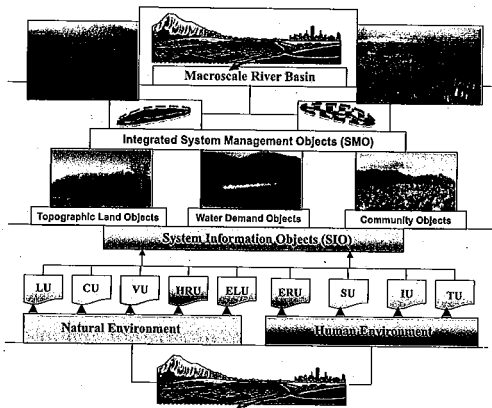 Macroscale River Basin
Integrated System Management Objects (SMO)
Topographic Land Objects
Water Demand Objects
Community Objects
System Information Objects (SIO)
LU
CU
VU
HRU
ELU
ERU
SU
IU
TU
Natural Environment
Human Environment